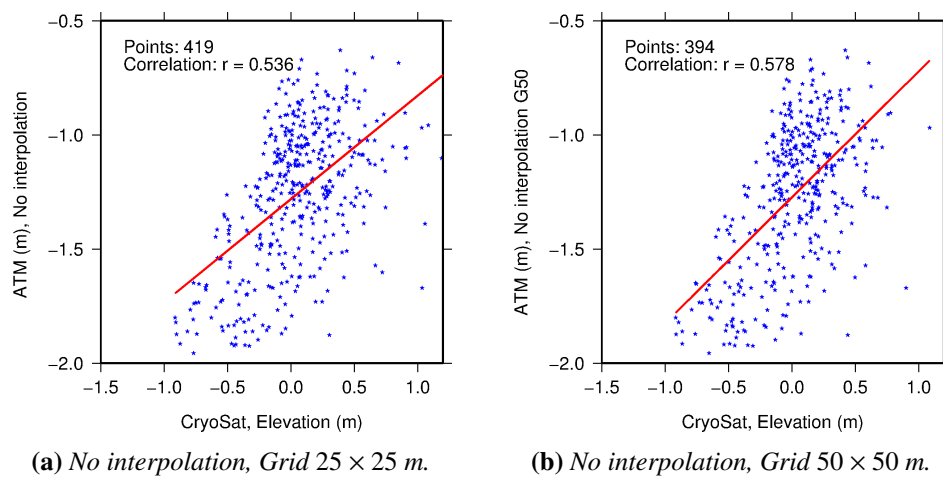 Points: 419
Correlation: r = 0.536
−0.5
−1.0
−1.5
−2.0
ATM (m), No interpolation
−1.5 −1.0 −0.5 0.0 0.5 1.0
CryoSat, Elevation (m)
(a) No interpolation, Grid 25 × 25 m.
Points: 394
Correlation: r = 0.578
−0.5
−1.0
−1.5
−2.0
ATM (m), No interpolation G50
−1.5 −1.0 −0.5 0.0 0.5 1.0
CryoSat, Elevation (m)
(b) No interpolation, Grid 50 × 50 m.